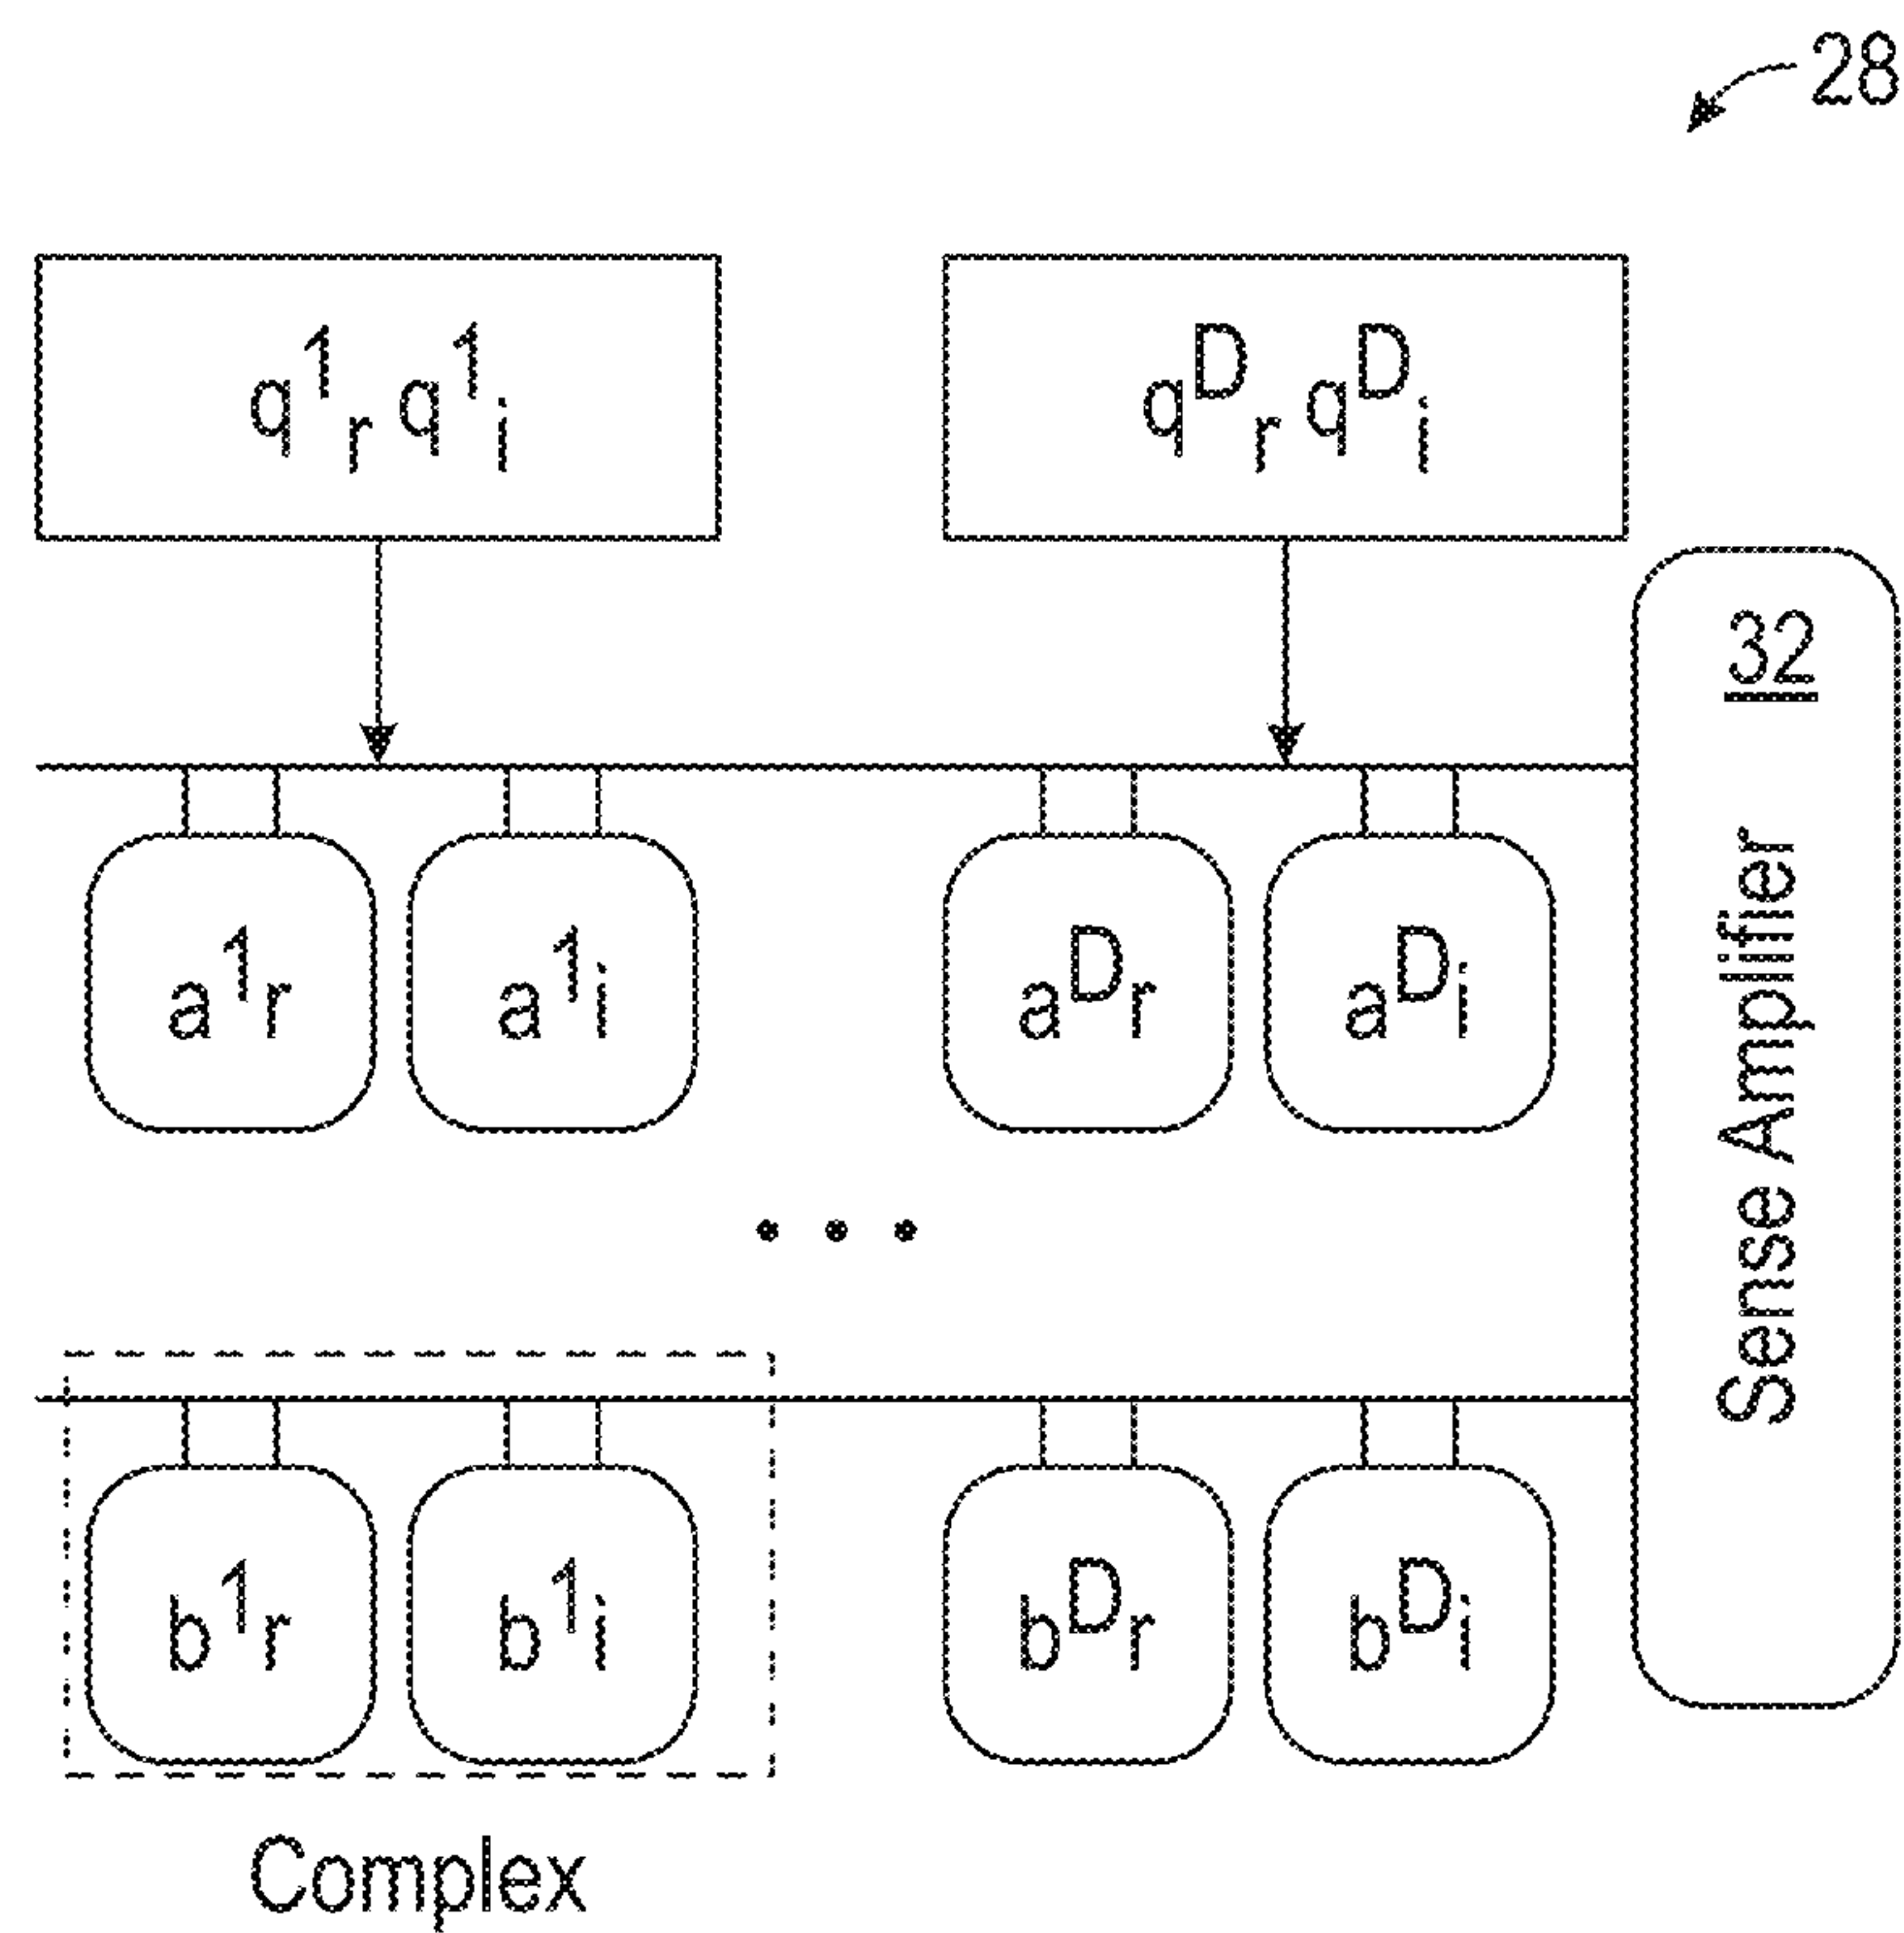 28
q¹ᵣ q¹ᵢ
qᴰᵣ qᴰᵢ
32
Sense Amplifier
a¹r
a¹i
aᴰr
aᴰi
• • •
b¹r
b¹i
bᴰr
bᴰi
Complex